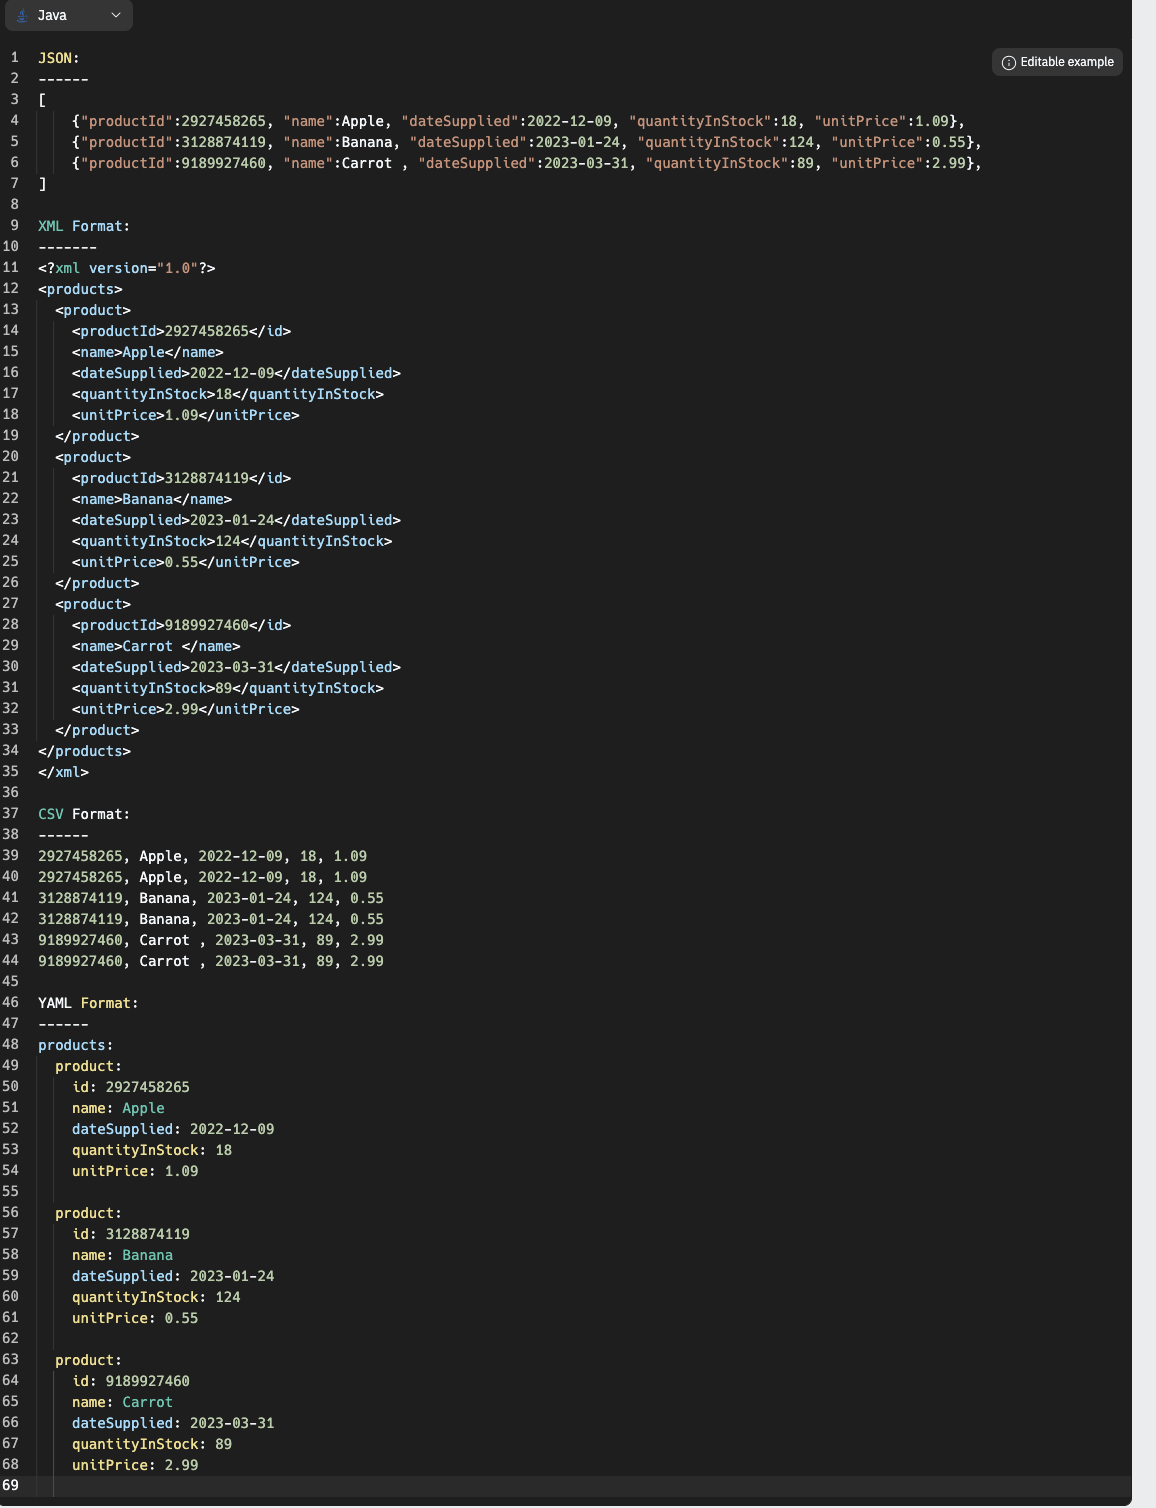 Java
Editable example
1 JSON:
2 ------
3 [
4     {"productId":2927458265, "name":Apple, "dateSupplied":2022-12-09, "quantityInStock":18, "unitPrice":1.09},
5     {"productId":3128874119, "name":Banana, "dateSupplied":2023-01-24, "quantityInStock":124, "unitPrice":0.55},
6     {"productId":9189927460, "name":Carrot , "dateSupplied":2023-03-31, "quantityInStock":89, "unitPrice":2.99},
7 ]
8
9 XML Format:
10 -------
11 <?xml version="1.0"?>
12 <products>
13   <product>
14     <productId>2927458265</id>
15     <name>Apple</name>
16     <dateSupplied>2022-12-09</dateSupplied>
17     <quantityInStock>18</quantityInStock>
18     <unitPrice>1.09</unitPrice>
19   </product>
20   <product>
21     <productId>3128874119</id>
22     <name>Banana</name>
23     <dateSupplied>2023-01-24</dateSupplied>
24     <quantityInStock>124</quantityInStock>
25     <unitPrice>0.55</unitPrice>
26   </product>
27   <product>
28     <productId>9189927460</id>
29     <name>Carrot </name>
30     <dateSupplied>2023-03-31</dateSupplied>
31     <quantityInStock>89</quantityInStock>
32     <unitPrice>2.99</unitPrice>
33   </product>
34 </products>
35 </xml>
36
37 CSV Format:
38 ------
39 2927458265, Apple, 2022-12-09, 18, 1.09
40 2927458265, Apple, 2022-12-09, 18, 1.09
41 3128874119, Banana, 2023-01-24, 124, 0.55
42 3128874119, Banana, 2023-01-24, 124, 0.55
43 9189927460, Carrot , 2023-03-31, 89, 2.99
44 9189927460, Carrot , 2023-03-31, 89, 2.99
45
46 YAML Format:
47 ------
48 products:
49   product:
50     id: 2927458265
51     name: Apple
52     dateSupplied: 2022-12-09
53     quantityInStock: 18
54     unitPrice: 1.09
55
56   product:
57     id: 3128874119
58     name: Banana
59     dateSupplied: 2023-01-24
60     quantityInStock: 124
61     unitPrice: 0.55
62
63   product:
64     id: 9189927460
65     name: Carrot
66     dateSupplied: 2023-03-31
67     quantityInStock: 89
68     unitPrice: 2.99
69